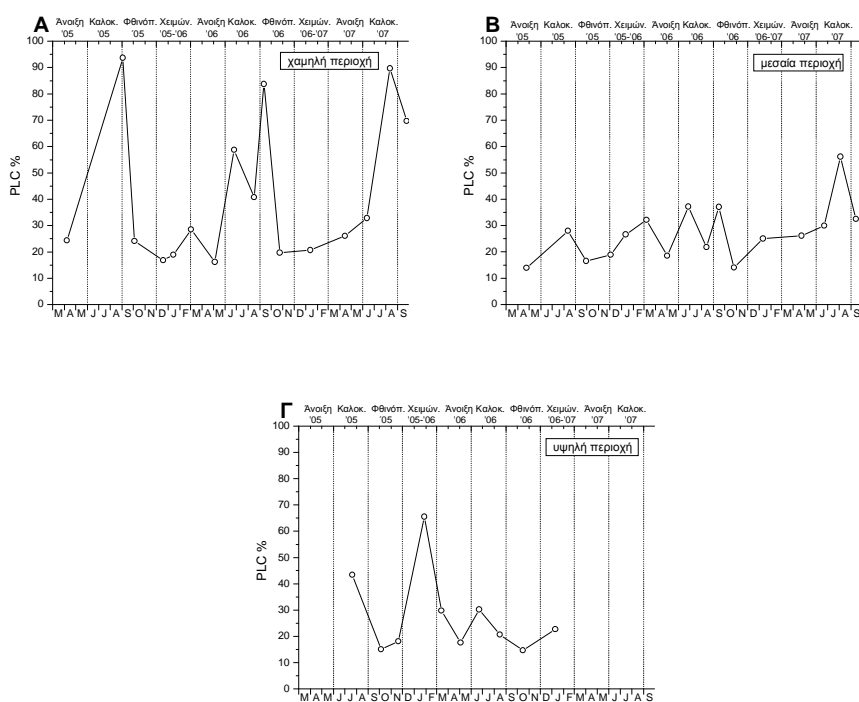 Α
Άνοιξη Καλοκ. Φθινόπ. Χειμών. Άνοιξη Καλοκ. Φθινόπ. Χειμών. Άνοιξη Καλοκ.
'05 '05 '05 '05-'06 '06 '06 '06 '06-'07 '07 '07
χαμηλή περιοχή
PLC %
100
90
80
70
60
50
40
30
20
10
0
M A M J J A S O N D J F M A M J J A S O N D J F M A M J J A S
Β
Άνοιξη Καλοκ. Φθινόπ. Χειμών. Άνοιξη Καλοκ. Φθινόπ. Χειμών. Άνοιξη Καλοκ.
'05 '05 '05 '05-'06 '06 '06 '06 '06-'07 '07 '07
μεσαία περιοχή
PLC %
100
90
80
70
60
50
40
30
20
10
0
M A M J J A S O N D J F M A M J J A S O N D J F M A M J J A S
Γ
Άνοιξη Καλοκ. Φθινόπ. Χειμών. Άνοιξη Καλοκ. Φθινόπ. Χειμών. Άνοιξη Καλοκ.
'05 '05 '05 '05-'06 '06 '06 '06 '06-'07 '07 '07
υψηλή περιοχή
PLC %
100
90
80
70
60
50
40
30
20
10
0
M A M J J A S O N D J F M A M J J A S O N D J F M A M J J A S